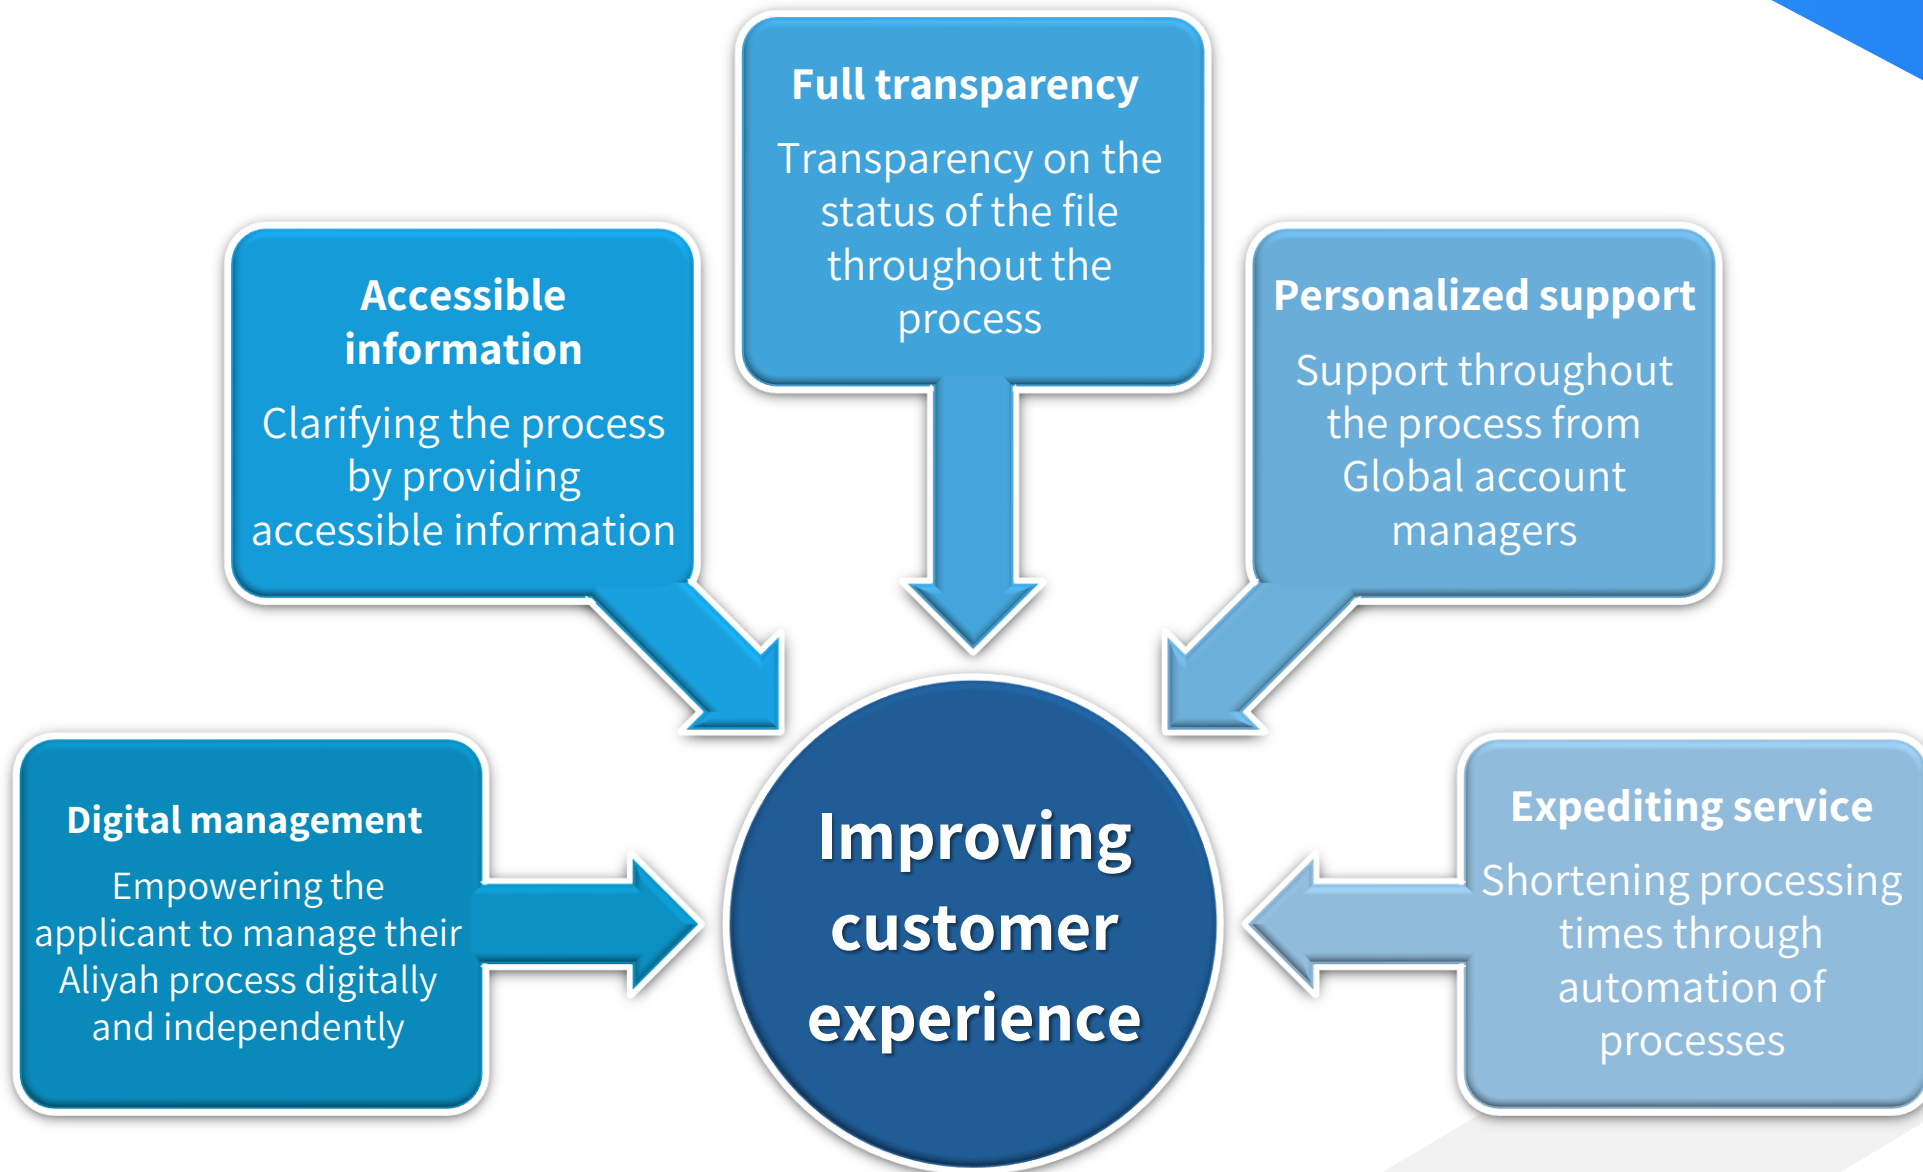 Full transparency
Transparency on the
status of the file
throughout the
process
Accessible
information
Clarifying the process
by providing
accessible information
Personalized support
Support throughout
the process from
Global account
managers
Digital management
Empowering the
applicant to manage their
Aliyah process digitally
and independently
Improving
customer
experience
Expediting service
Shortening processing
times through
automation of
processes